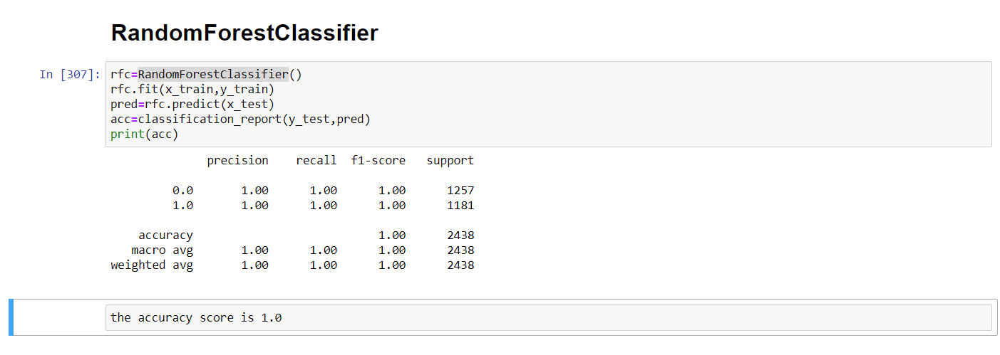 RandomForestClassifier
In [307]: rfc=RandomForestClassifier()
rfc.fit(x_train,y_train)
pred=rfc.predict(x_test)
acc=classification_report(y_test,pred)
print(acc)
precision recall f1-score support
0.0 1.00 1.00 1.00 1257
1.0 1.00 1.00 1.00 1181
accuracy 1.00 2438
macro avg 1.00 1.00 1.00 2438
weighted avg 1.00 1.00 1.00 2438
the accuracy score is 1.0